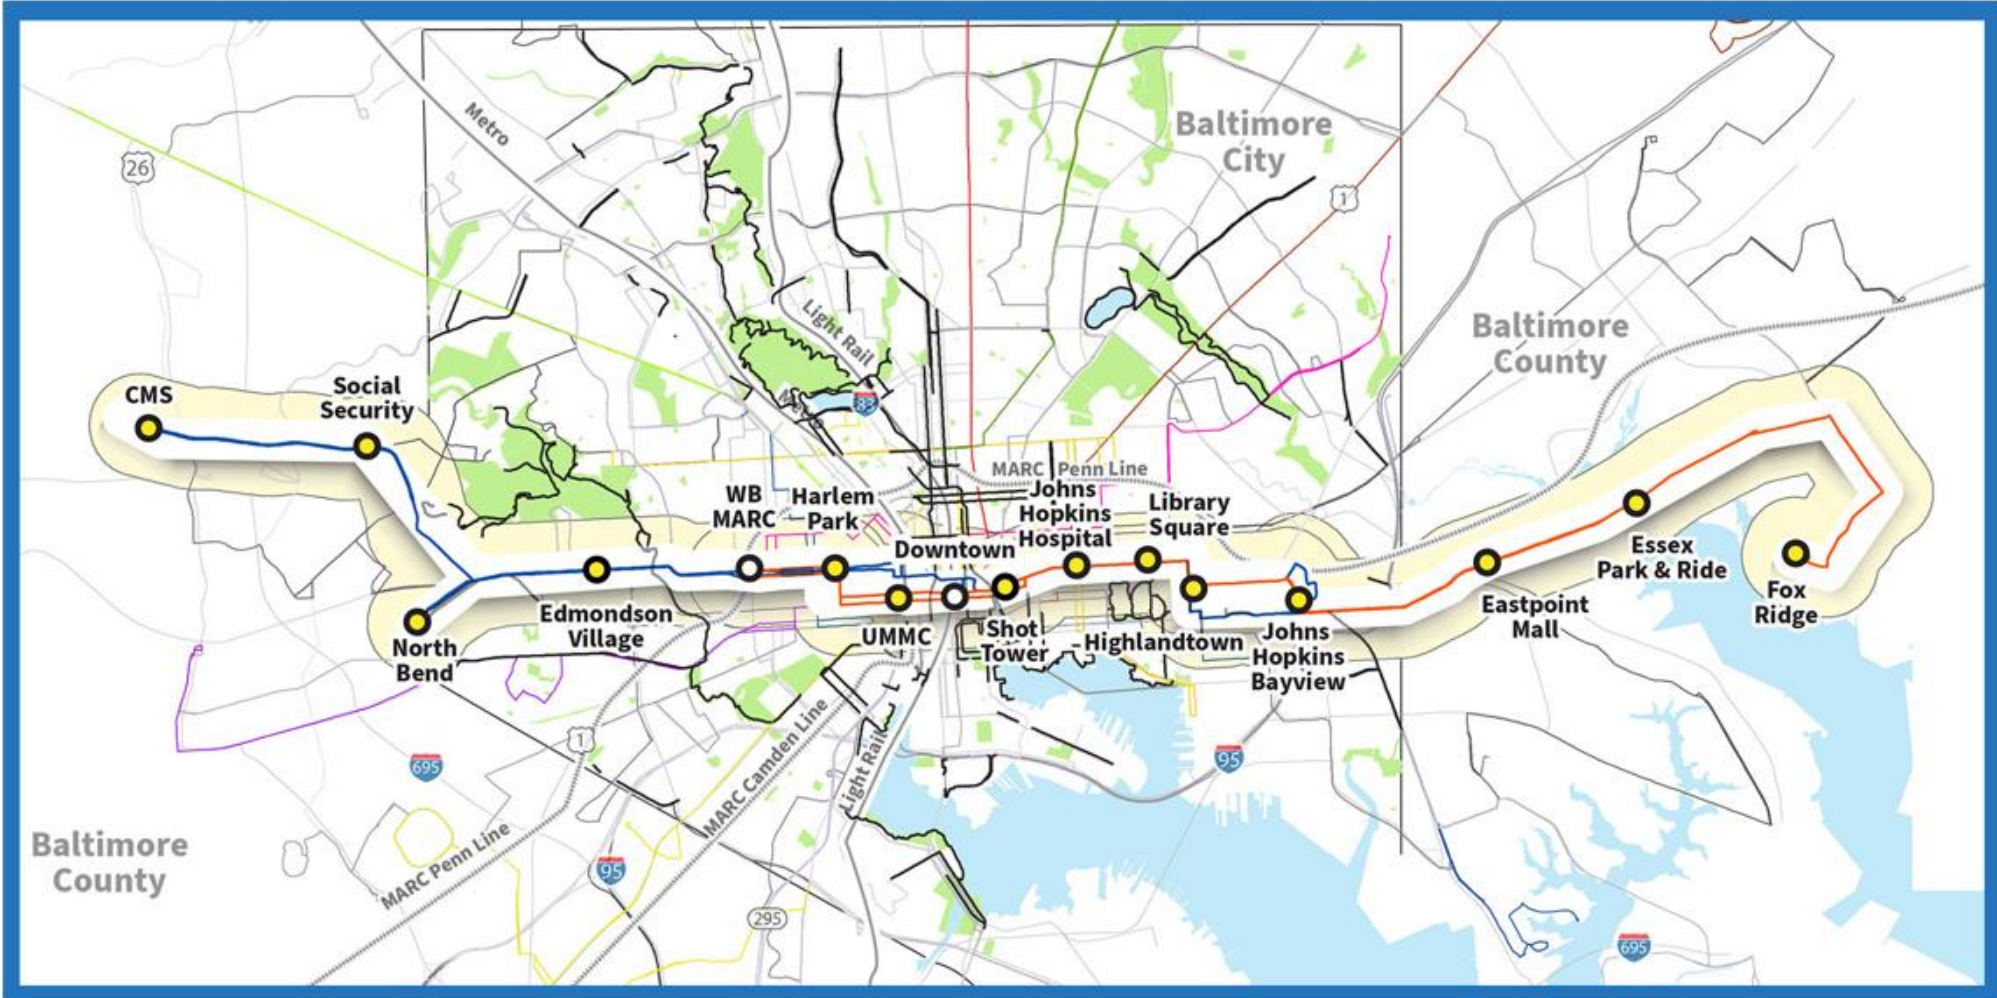 Metro
Baltimore
City
26
1
Light Rail
Baltimore
County
83
CMS
Social
Security
MARC Penn Line
WB
MARC
Harlem
Park
Johns
Hopkins
Hospital
Library
Square
Downtown
Essex
Park & Ride
Fox
Ridge
Edmondson
Village
North
Bend
UMMC
Shot
Tower
Highlandtown
Johns
Hopkins
Bayview
Eastpoint
Mall
1
695
MARC Camden Line
Light Rail
95
Baltimore
County
MARC Penn Line
95
295
695